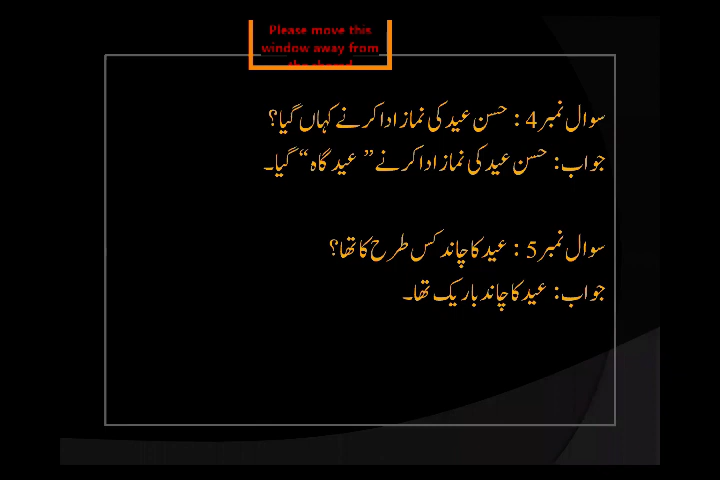 Please move this
window away from
the shared
سوال نمبر 4 : حسن عید کی نماز ادا کرنے کہاں گیا؟
جواب: حسن عید کی نماز ادا کرنے ” عید گاہ “ گیا۔
سوال نمبر 5 : عید کا چاند کس طرح کا تھا؟
جواب: عید کا چاند باریک تھا۔